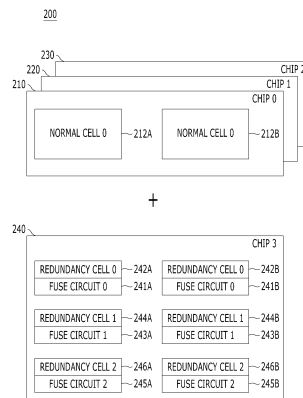 200
230
CHIP 2
220
CHIP 1
210
CHIP 0
NORMAL CELL 0 212A NORMAL CELL 0 212B
+
240
CHIP 3
REDUNDANCY CELL 0 242A REDUNDANCY CELL 0 242B
FUSE CIRCUIT 0 241A FUSE CIRCUIT 0 241B
REDUNDANCY CELL 1 244A REDUNDANCY CELL 1 244B
FUSE CIRCUIT 1 243A FUSE CIRCUIT 1 243B
REDUNDANCY CELL 2 246A REDUNDANCY CELL 2 246B
FUSE CIRCUIT 2 245A FUSE CIRCUIT 2 245B